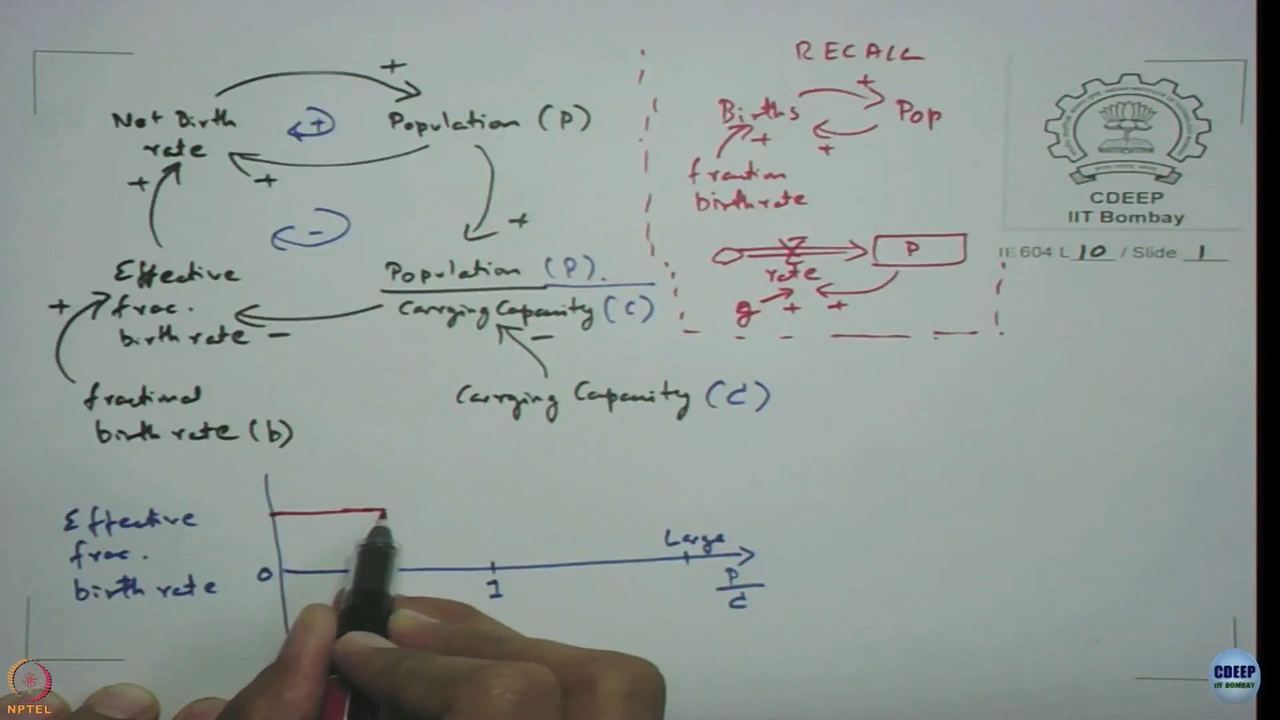 RECALL
Net Birth
rate
+
+
+
Population (P)
+
Births
+
Pop
+
+
fraction
birthrate
+
-
+
Effective
frac.
birth rate -
+
Population (P).
Carrying Capacity (C)
-
Carrying Capacity (C)
fractional
birth rate (b)
P
rate
g
+
+
CDEEP
IIT Bombay
IE 604 L 10 / Slide 1
Effective
frac.
birth rate
0
1
Large
P
C
NPTEL
CDEEP
IIT BOMBAY